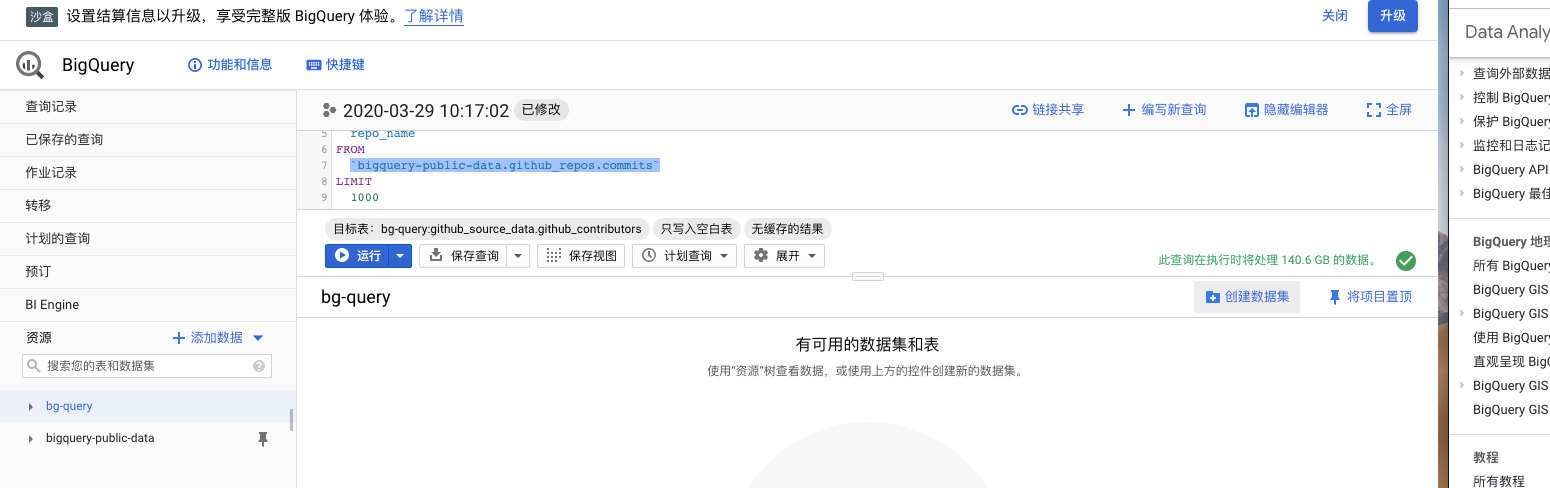 沙盒 设置结算信息以升级，享受完整版 BigQuery 体验。了解详情 关闭 升级
BigQuery 功能和信息 快捷键
查询记录
已保存的查询
作业记录
转移
计划的查询
预订
BI Engine
资源 添加数据
搜索您的表和数据集
bg-query
bigquery-public-data
2020-03-29 10:17:02 已修改 链接共享 编写新查询 隐藏编辑器 全屏
5 repo_name
6 FROM
7 `bigquery-public-data.github_repos.commits`
8 LIMIT
9 1000
目标表：bg-query:github_source_data.github_contributors 只写入空白表 无缓存的结果
运行 保存查询 保存视图 计划查询 展开 此查询在执行时将处理 140.6 GB 的数据。
bg-query 创建数据集 将项目置顶
有可用的数据集和表
使用“资源”树查看数据，或使用上方的控件创建新的数据集。
Data Analy
查询外部数据
控制 BigQuery
保护 BigQuery
监控和日志记
BigQuery API
BigQuery 最佳
BigQuery 地理
所有 BigQuery
BigQuery GIS
BigQuery GIS
使用 BigQuery
直观呈现 BigQ
BigQuery GIS
BigQuery GIS
教程
所有教程